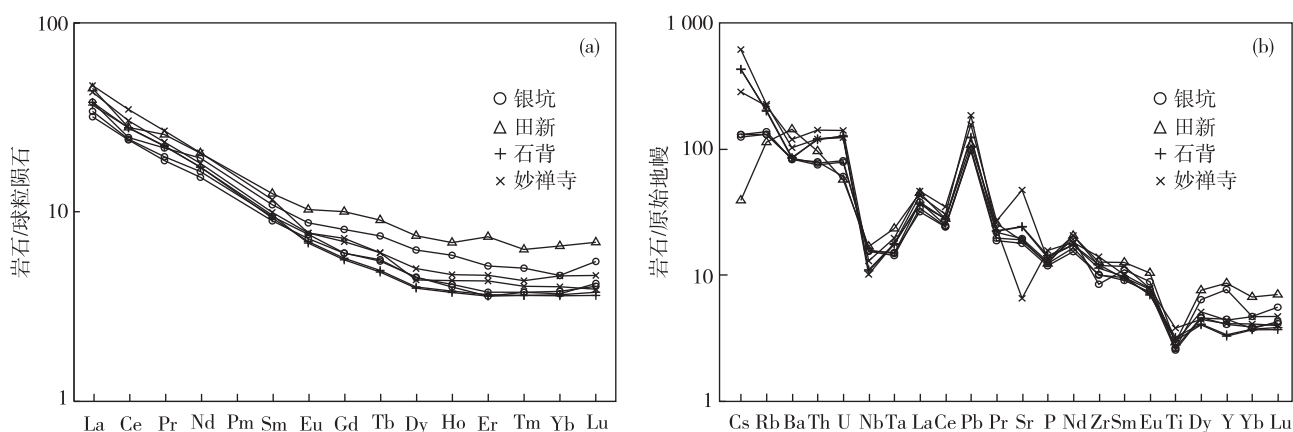 100
10
1
岩石/球粒陨石
(a)
银坑
田新
石背
妙禅寺
La Ce Pr Nd Pm Sm Eu Gd Tb Dy Ho Er Tm Yb Lu
1 000
100
10
1
岩石/原始地幔
(b)
银坑
田新
石背
妙禅寺
Cs Rb Ba Th U Nb Ta La Ce Pb Pr Sr P Nd Zr Sm Eu Ti Dy Y Yb Lu